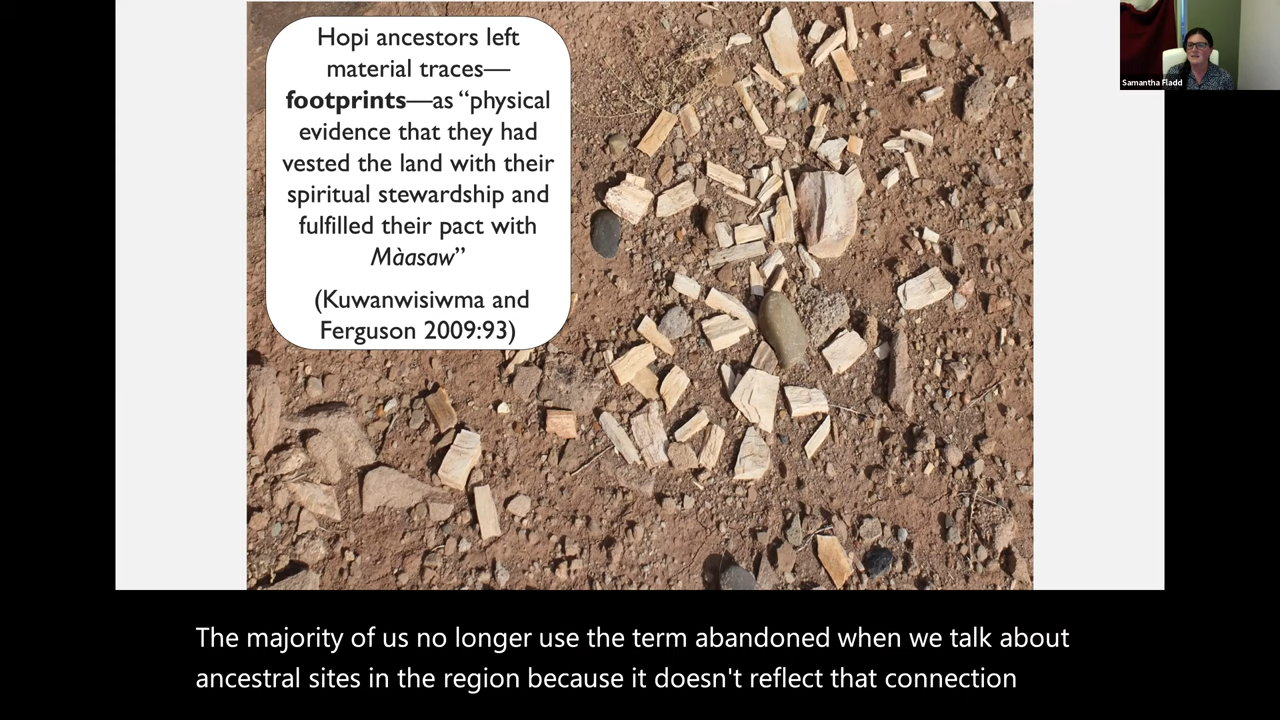 Hopi ancestors left
material traces—
footprints—as “physical
evidence that they had
vested the land with their
spiritual stewardship and
fulfilled their pact with
Màasaw”
(Kuwanwisiwma and
Ferguson 2009:93)
Samantha Fladd
The majority of us no longer use the term abandoned when we talk about
ancestral sites in the region because it doesn't reflect that connection